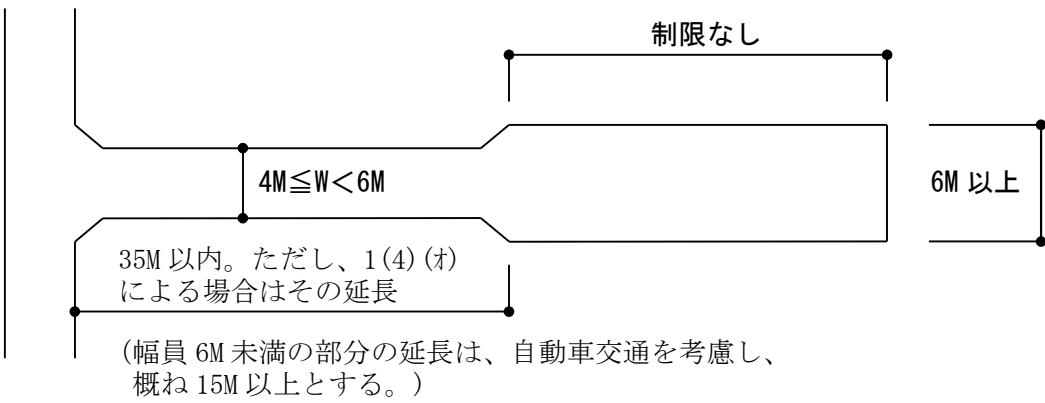 制限なし
4M≦W<6M
6M 以上
35M 以内。ただし、1(4)(ｵ)
による場合はその延長
(幅員 6M 未満の部分の延長は、自動車交通を考慮し、
概ね 15M 以上とする。)